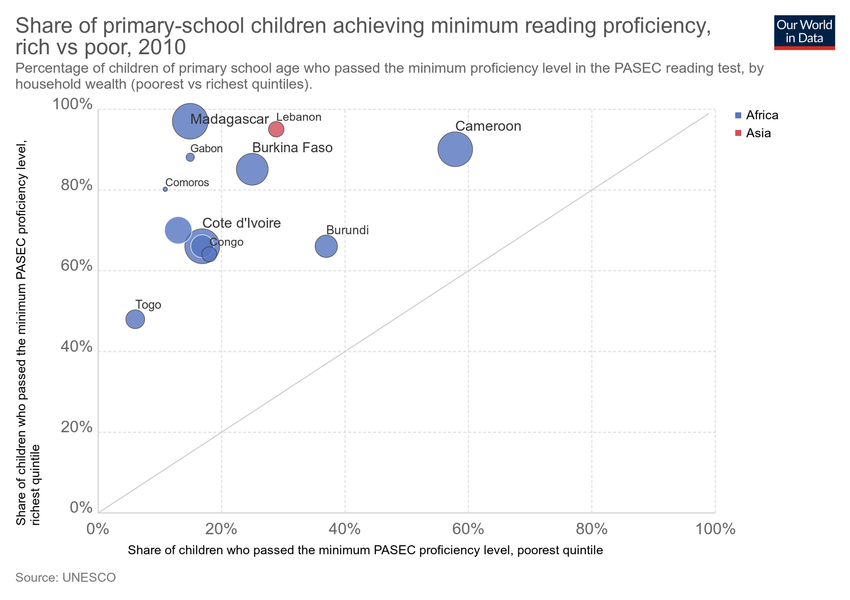 Share of primary-school children achieving minimum reading proficiency,
rich vs poor, 2010
Our World
in Data
Percentage of children of primary school age who passed the minimum proficiency level in the PASEC reading test, by
household wealth (poorest vs richest quintiles).
Share of children who passed the minimum PASEC proficiency level,
richest quintile
100%
80%
60%
40%
20%
0%
Madagascar
Lebanon
Cameroon
Gabon
Burkina Faso
Comoros
Cote d'Ivoire
Congo
Burundi
Togo
Africa
Asia
0%
20%
40%
60%
80%
100%
Share of children who passed the minimum PASEC proficiency level, poorest quintile
Source: UNESCO